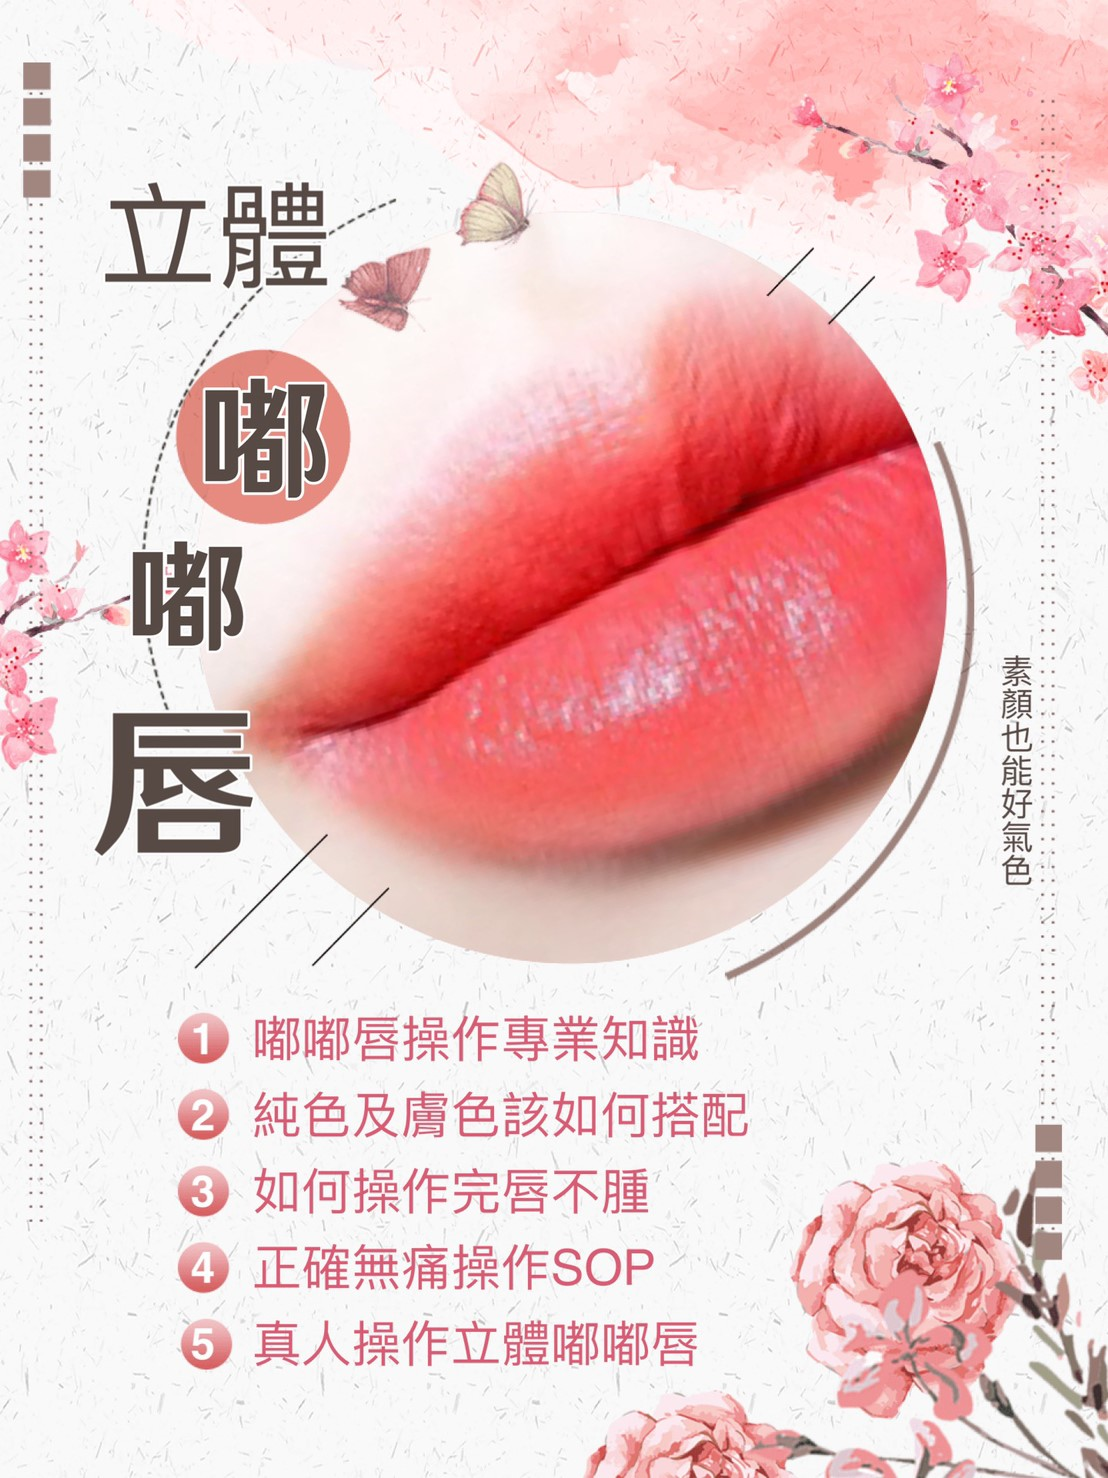 立體
嘟
嘟
唇
素顏也能好氣色
1 嘟嘟唇操作專業知識
2 純色及膚色該如何搭配
3 如何操作完唇不腫
4 正確無痛操作SOP
5 真人操作立體嘟嘟唇